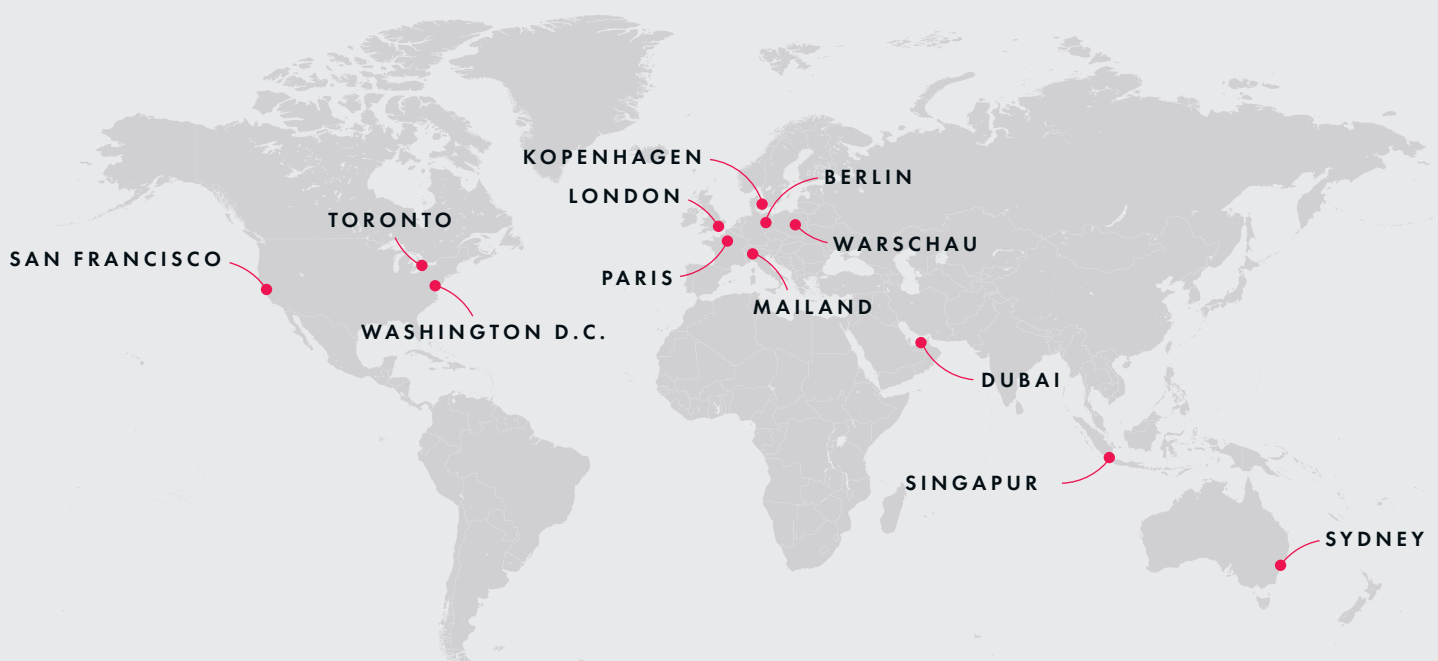 KOPENHAGEN
BERLIN
LONDON
TORONTO
WARSCHAU
SAN FRANCISCO
PARIS
MAILAND
WASHINGTON D.C.
DUBAI
SINGAPUR
SYDNEY